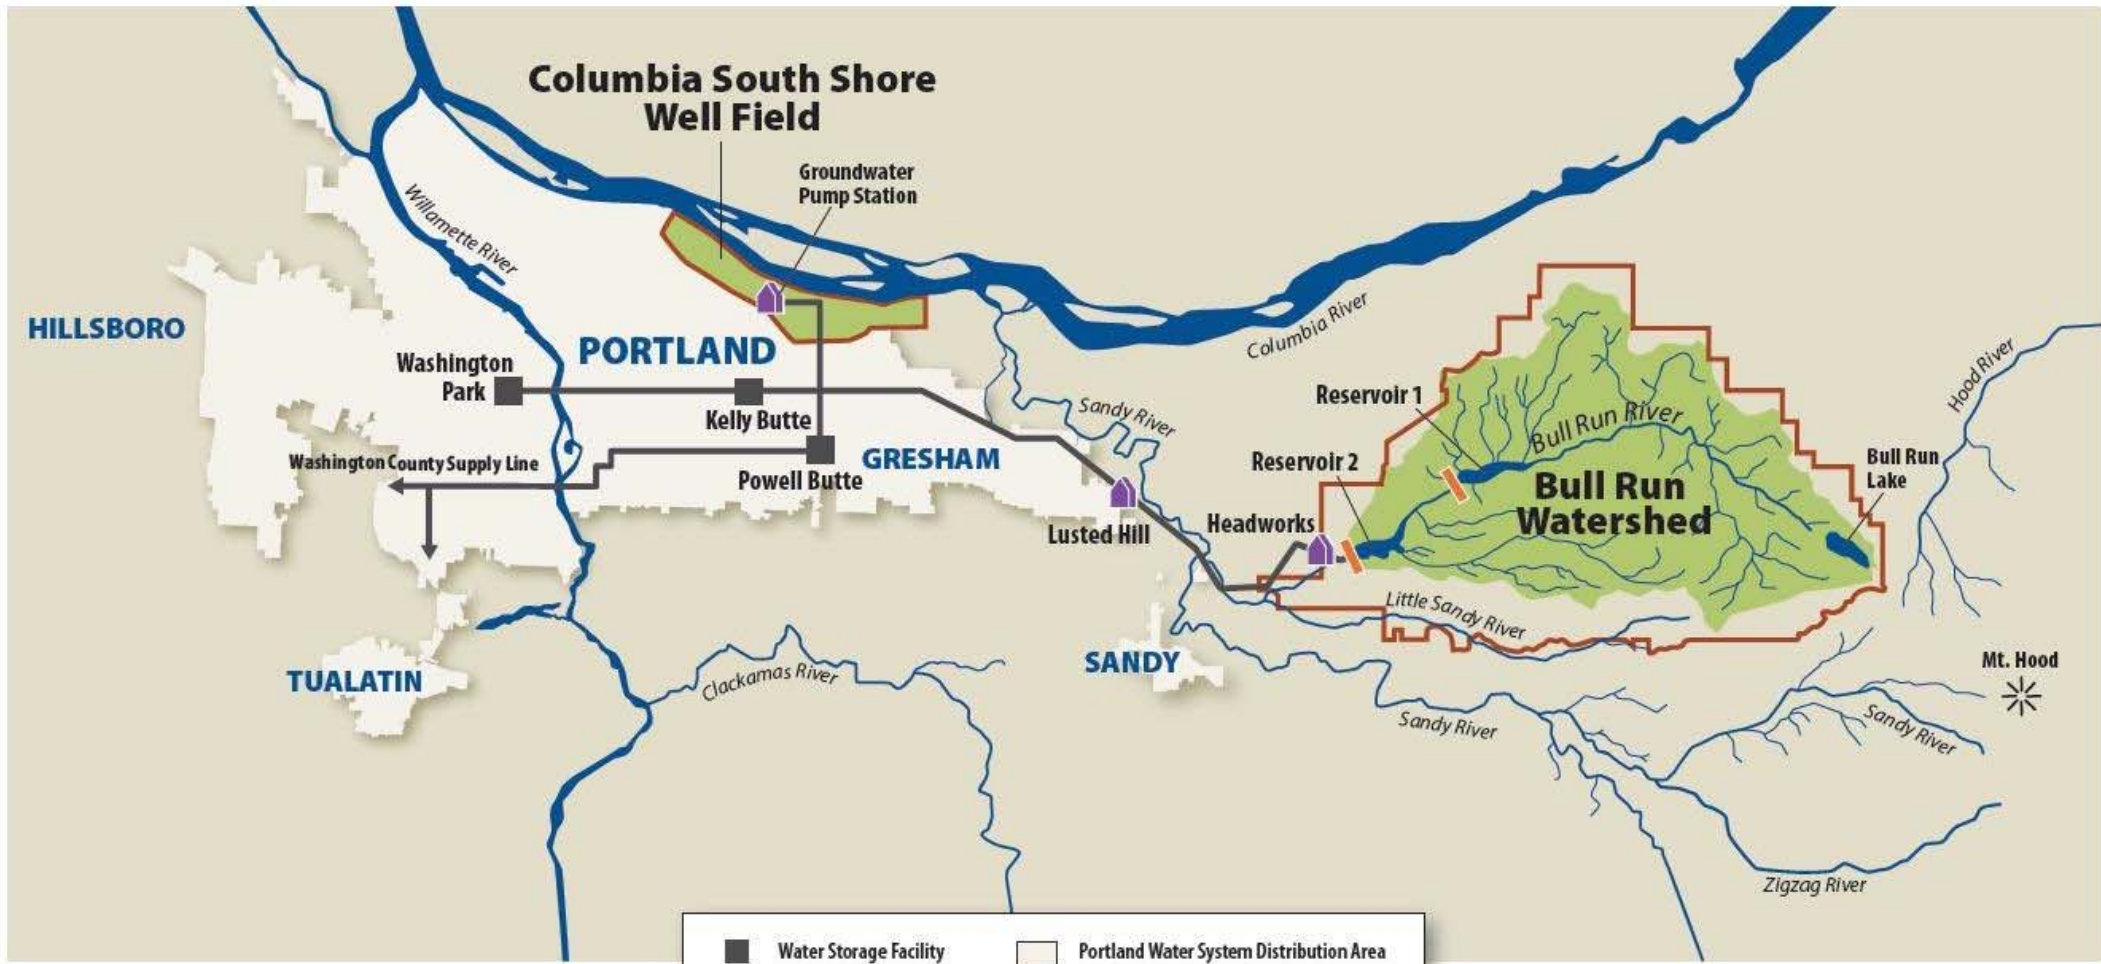 Columbia South Shore
Well Field
Groundwater
Pump Station
Willamette River
HILLSBORO
PORTLAND
Washington
Park
Kelly Butte
Columbia River
Hood River
Sandy River
Reservoir 1
Bull Run River
Washington County Supply Line
Powell Butte
GRESHAM
Reservoir 2
Bull Run
Watershed
Bull Run
Lake
Lusted Hill
Headworks
Little Sandy River
TUALATIN
Clackamas River
SANDY
Sandy River
Mt. Hood
Sandy River
Zigzag River
Water Storage Facility
Portland Water System Distribution Area